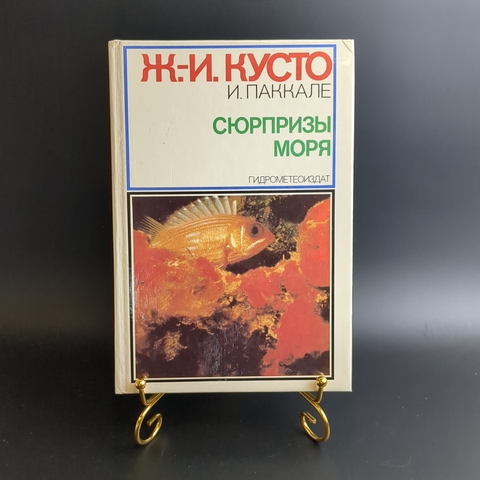 Ж.-И. КУСТО
И. ПАККАЛЕ
СЮРПРИЗЫ
МОРЯ
ГИДРОМЕТЕОИЗДАТ